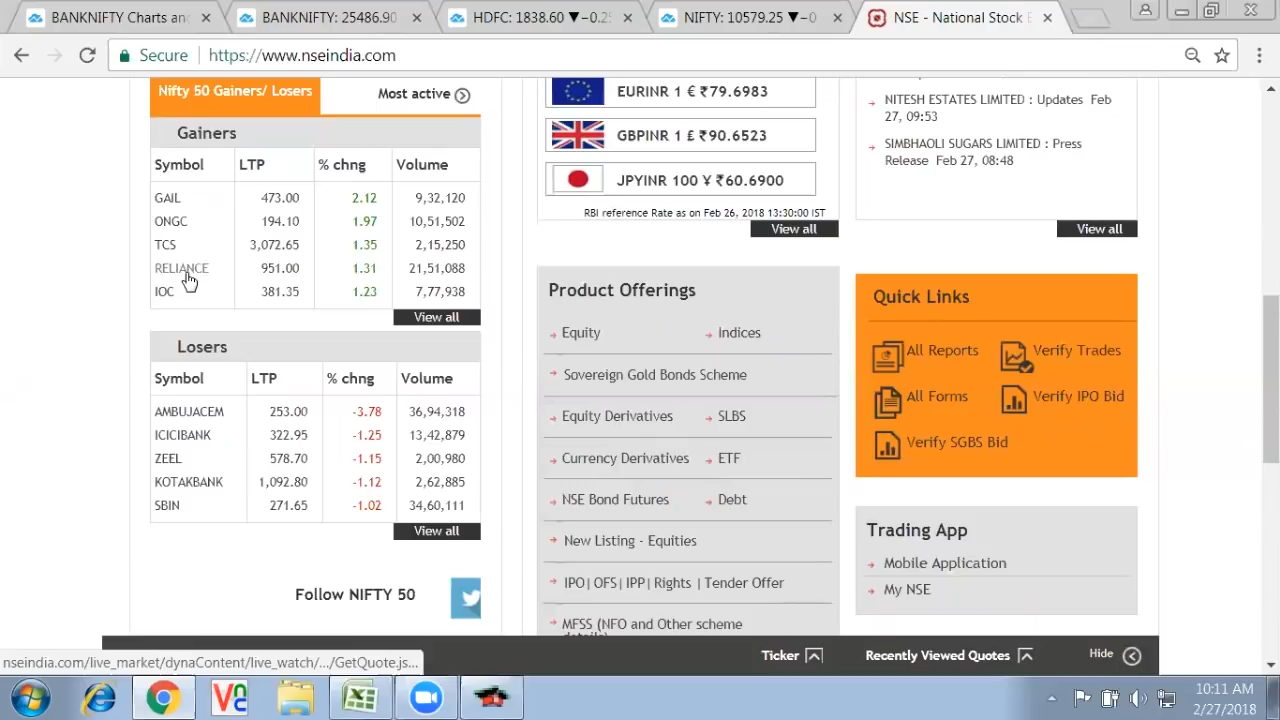 BANKNIFTY Charts an
BANKNIFTY: 25486.90
HDFC: 1838.60 ▼−0.2
NIFTY: 10579.25 ▼−0
NSE - National Stock E
Secure
https://www.nseindia.com
Nifty 50 Gainers/ Losers
Most active
Gainers
Symbol LTP % chng Volume
GAIL 473.00 2.12 9,32,120
ONGC 194.10 1.97 10,51,502
TCS 3,072.65 1.35 2,15,250
RELIANCE 951.00 1.31 21,51,088
IOC 381.35 1.23 7,77,938
View all
Losers
Symbol LTP % chng Volume
AMBUJACEM 253.00 -3.78 36,94,318
ICICIBANK 322.95 -1.25 13,42,879
ZEEL 578.70 -1.15 2,00,980
KOTAKBANK 1,092.80 -1.12 2,62,885
SBIN 271.65 -1.02 34,60,111
View all
Follow NIFTY 50
EURINR 1 € ₹79.6983
GBPINR 1 £ ₹90.6523
JPYINR 100 ¥ ₹60.6900
RBI reference Rate as on Feb 26, 2018 13:30:00 IST
View all
Product Offerings
Equity
Indices
Sovereign Gold Bonds Scheme
Equity Derivatives
SLBS
Currency Derivatives
ETF
NSE Bond Futures
Debt
New Listing - Equities
IPO| OFS| IPP| Rights | Tender Offer
MFSS (NFO and Other scheme
NITESH ESTATES LIMITED : Updates Feb
27, 09:53
SIMBHAOLI SUGARS LIMITED : Press
Release Feb 27, 08:48
View all
Quick Links
All Reports
Verify Trades
All Forms
Verify IPO Bid
Verify SGBS Bid
Trading App
Mobile Application
My NSE
Ticker
Recently Viewed Quotes
Hide
nseindia.com/live_market/dynaContent/live_watch/.../GetQuote.js...
10:11 AM
2/27/2018